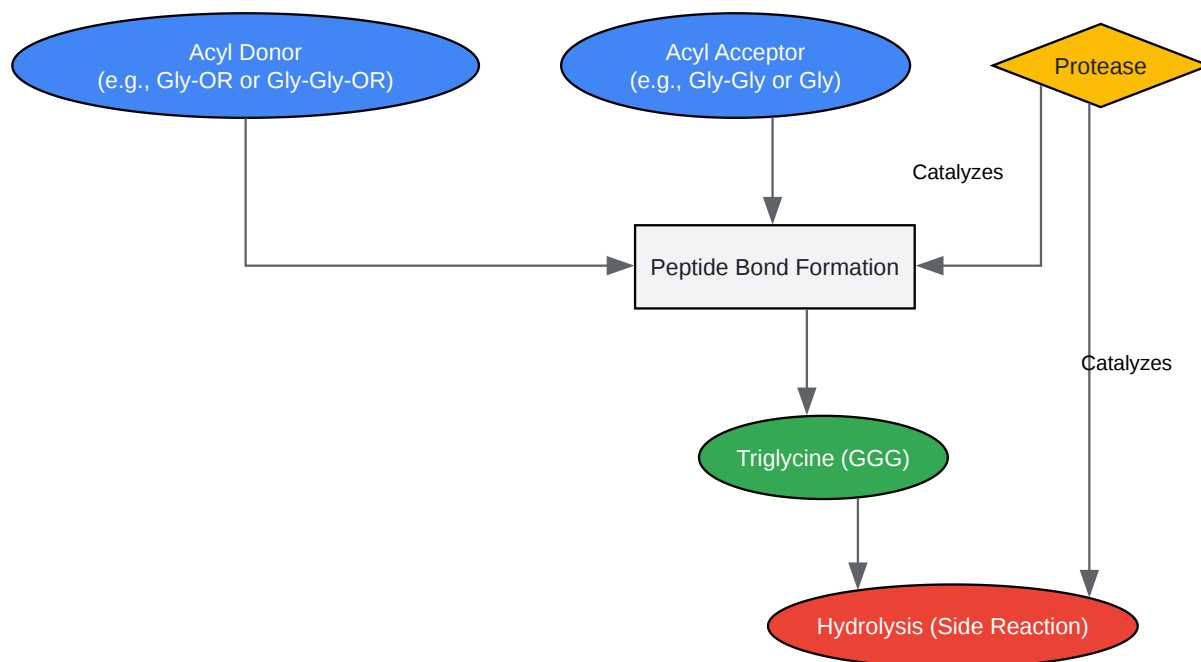 Acyl Donor
(e.g., Gly-OR or Gly-Gly-OR)
Acyl Acceptor
(e.g., Gly-Gly or Gly)
Protease
Catalyzes
Peptide Bond Formation
Catalyzes
Triglycine (GGG)
Hydrolysis (Side Reaction)